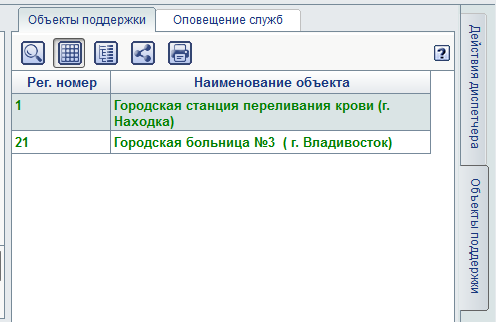 Объекты поддержки
Оповещение служб
?
Рег. номер
Наименование объекта
1
Городская станция переливания крови (г.
Находка)
21
Городская больница №3 ( г. Владивосток)
Действия диспетчера
Объекты поддержки